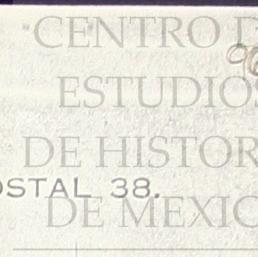 CENTRO D
ESTUDIOS
DE HISTOR
OSTAL 38.
DE MEXIC